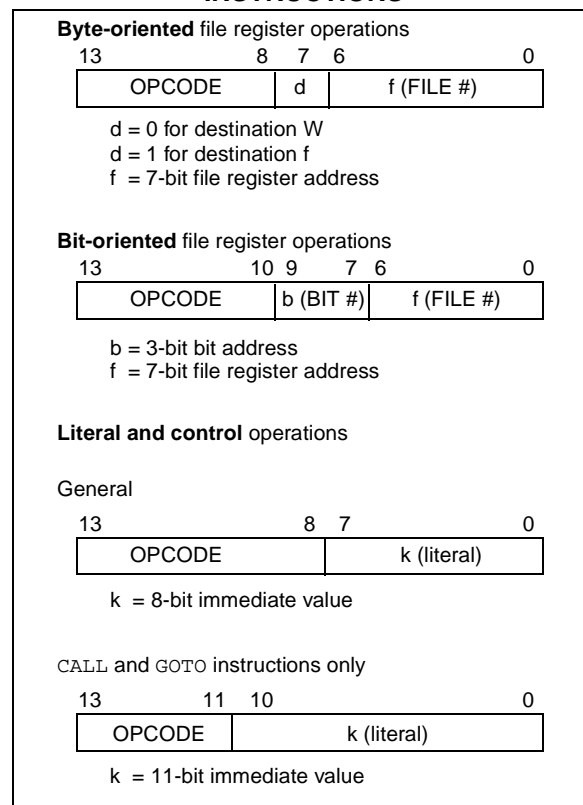 INSTRUCTIONS
Byte-oriented file register operations
13 8 7 6 0
OPCODE d f (FILE #)
d = 0 for destination W
d = 1 for destination f
f = 7-bit file register address
Bit-oriented file register operations
13 10 9 7 6 0
OPCODE b (BIT #) f (FILE #)
b = 3-bit bit address
f = 7-bit file register address
Literal and control operations
General
13 8 7 0
OPCODE k (literal)
k = 8-bit immediate value
CALL and GOTO instructions only
13 11 10 0
OPCODE k (literal)
k = 11-bit immediate value